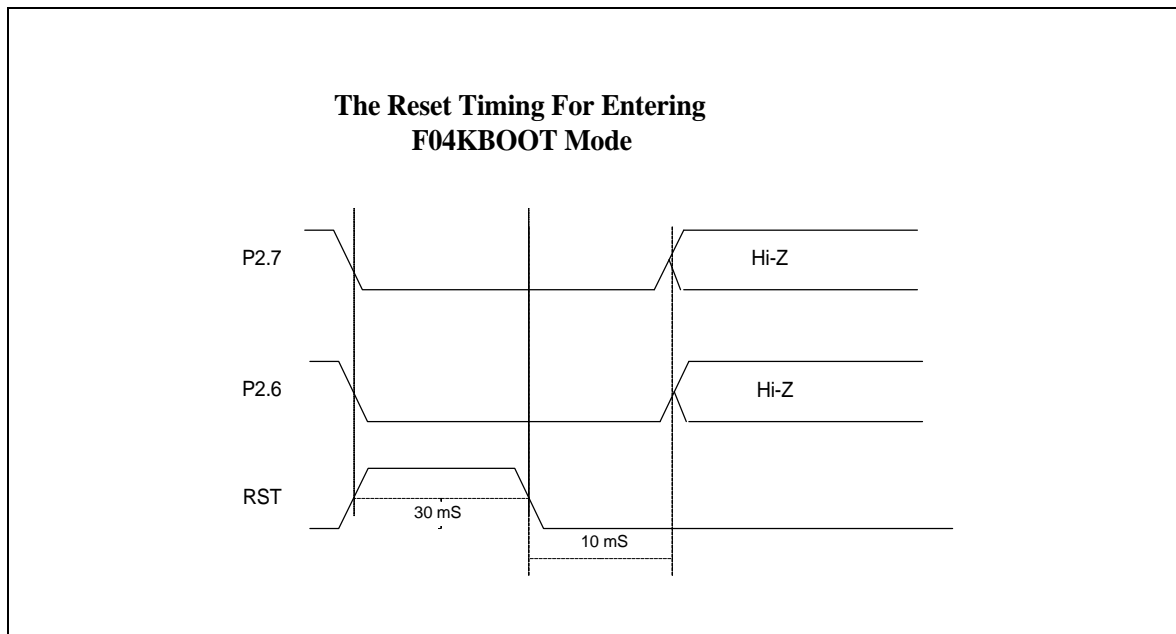 The Reset Timing For Entering
F04KBOOT Mode
P2.7
Hi-Z
P2.6
Hi-Z
RST
30 mS
10 mS